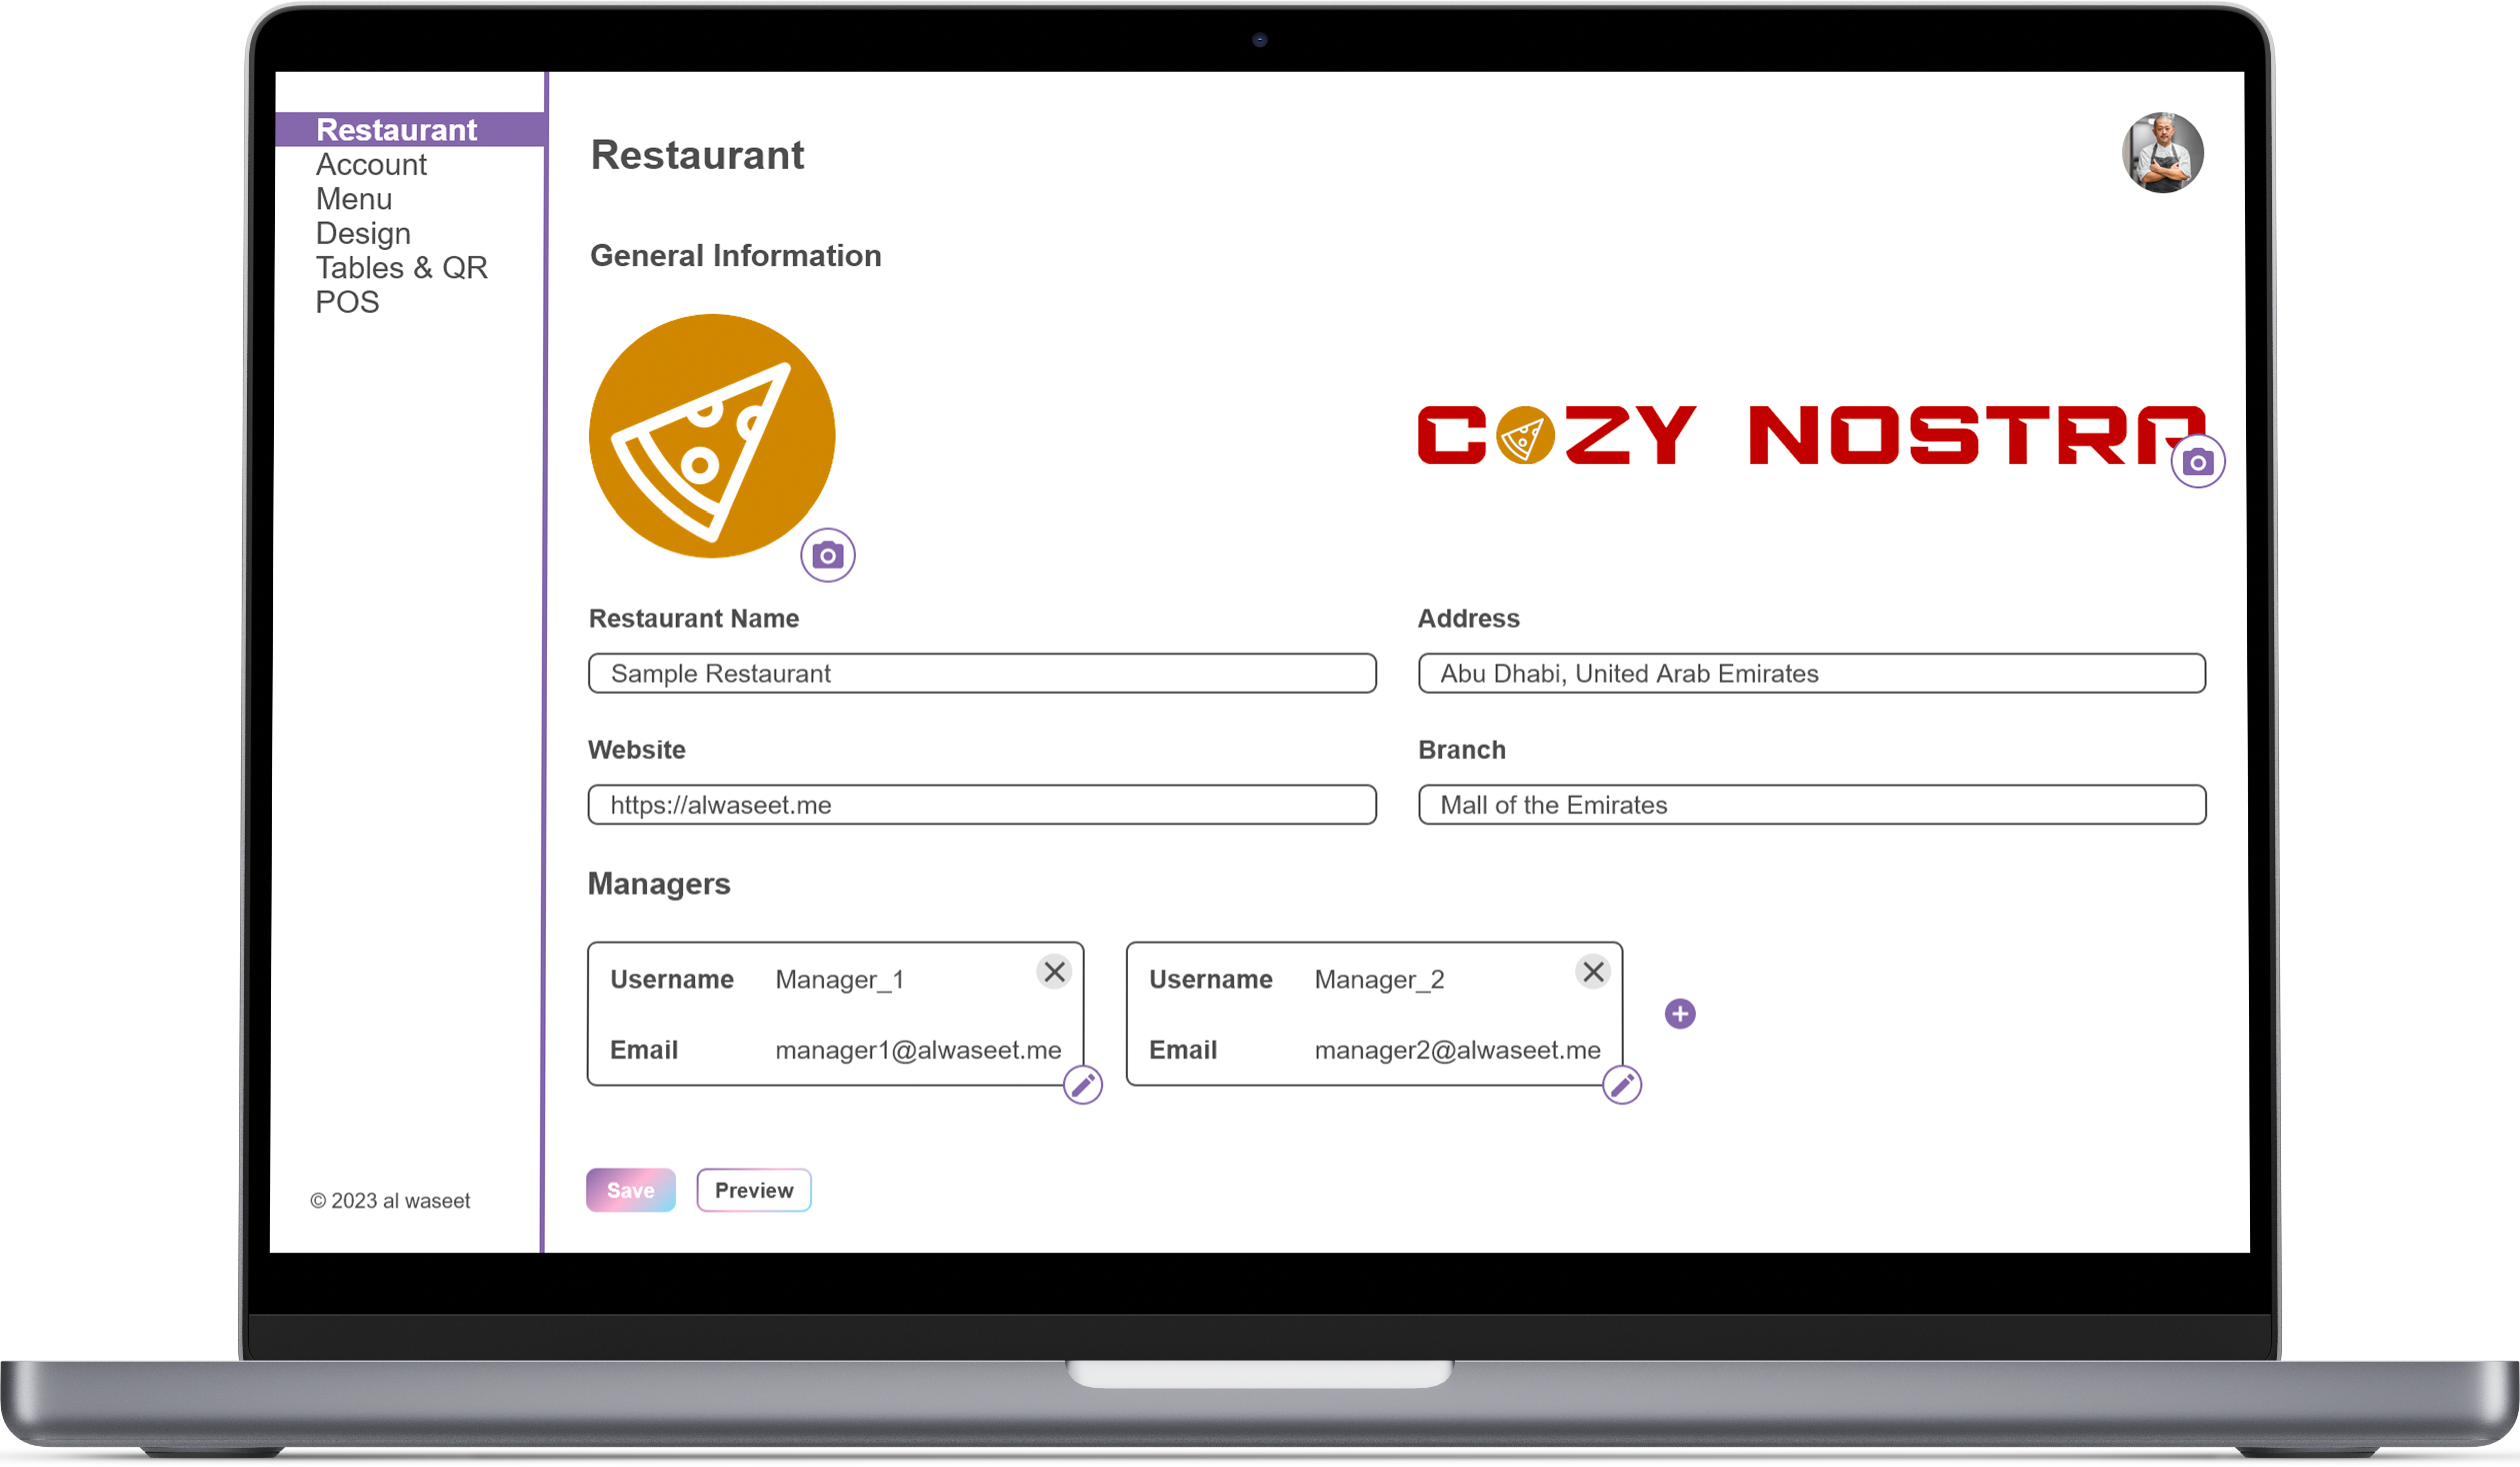 Restaurant
Account
Menu
Design
Tables & QR
POS
© 2023 al waseet
Restaurant
General Information
COZY NOSTRA
Restaurant Name
Sample Restaurant
Address
Abu Dhabi, United Arab Emirates
Website
https://alwaseet.me
Branch
Mall of the Emirates
Managers
Username Manager_1
Email manager1@alwaseet.me
Username Manager_2
Email manager2@alwaseet.me
Save
Preview